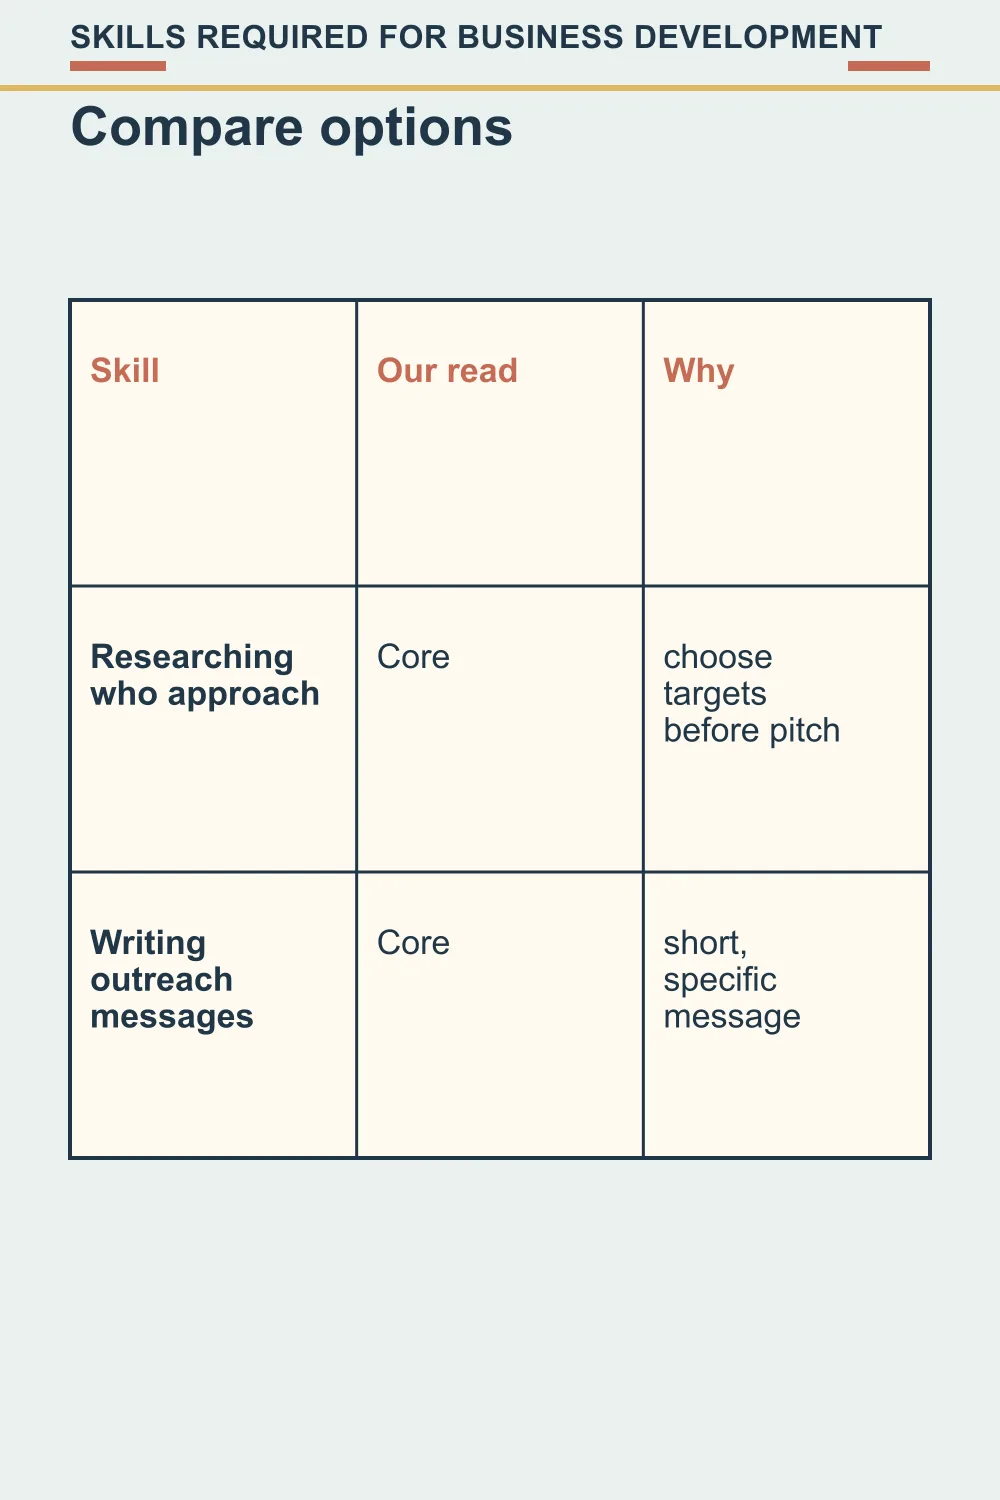 SKILLS REQUIRED FOR BUSINESS DEVELOPMENT
Compare options
Skill
Our read
Why
Researching
who approach
Core
choose
targets
before pitch
Writing
outreach
messages
Core
short,
specific
message